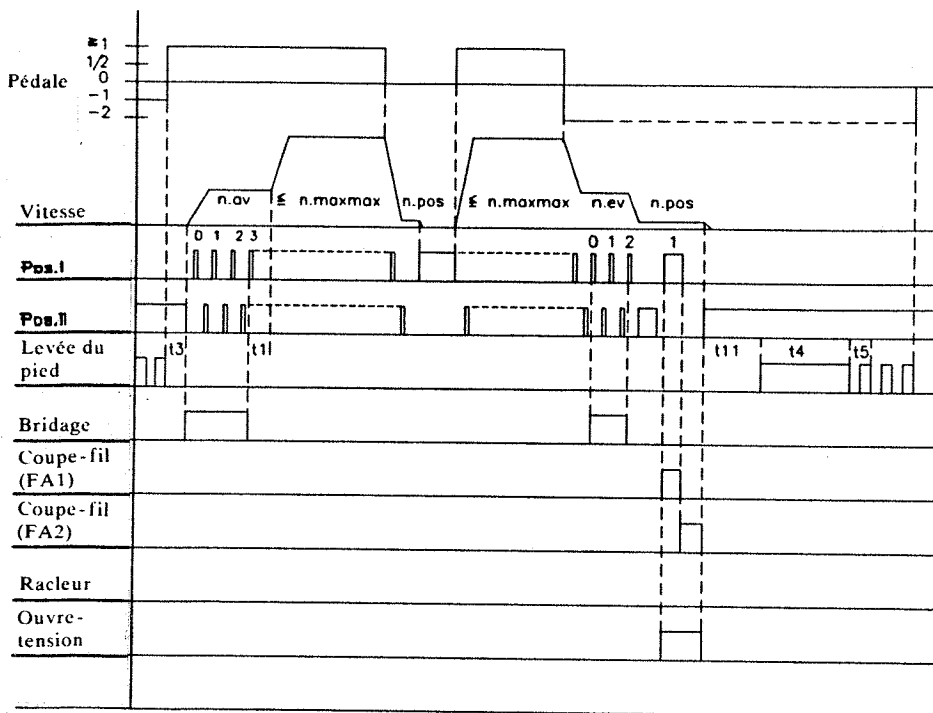 ≧1
1/2
0
Pédale
-1
-2
n.av
≦ n.maxmax
n.pos
≦ n.maxmax
n.ev
n.pos
Vitesse
0 1 2 3
0 1 2
1
Pos.I
Pos.II
Levée du
pied
t3
t1
t11
t4
t5
Bridage
Coupe-fil
(FA1)
Coupe-fil
(FA2)
Racleur
Ouvre-
tension